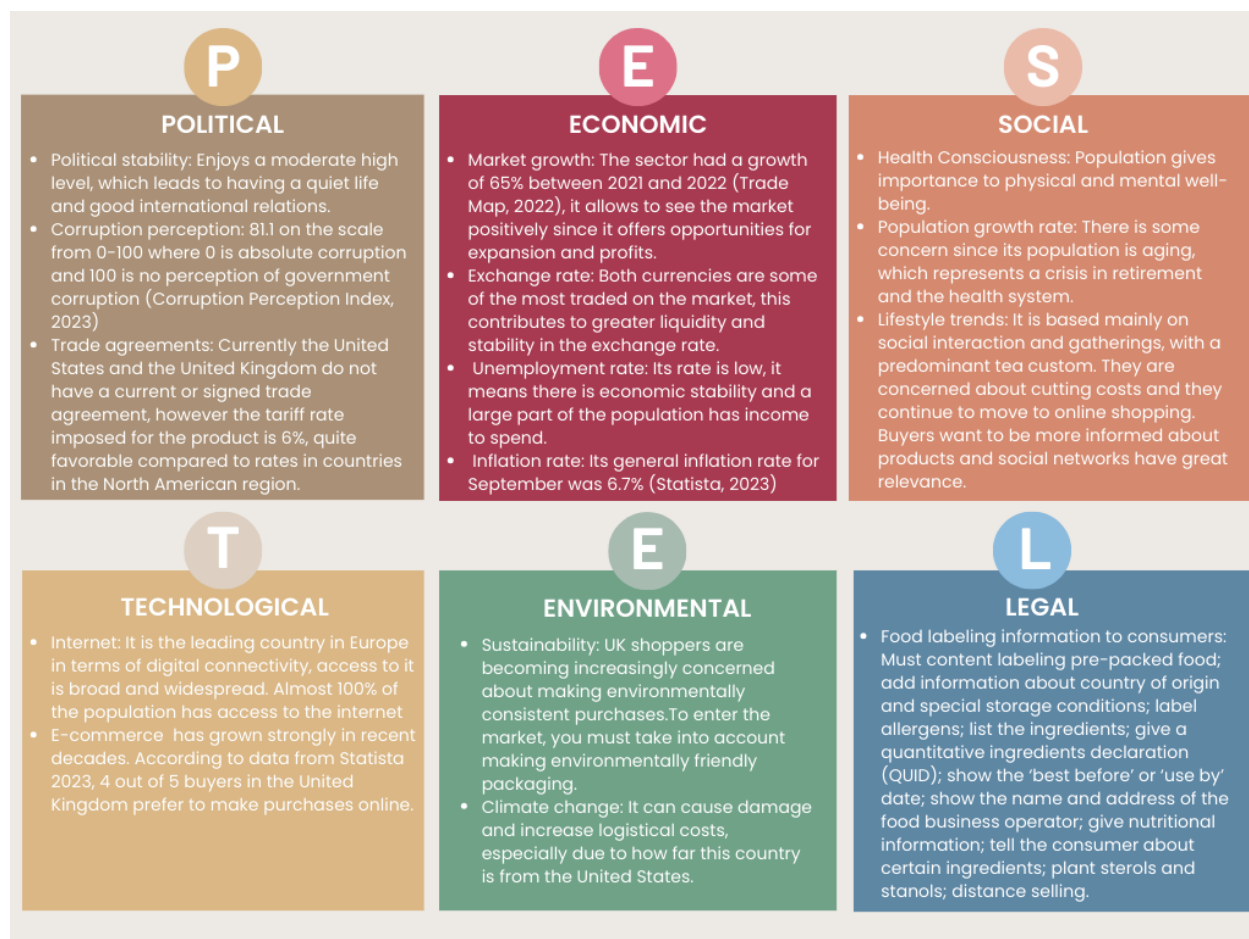 P
POLITICAL
• Political stability: Enjoys a moderate high
level, which leads to having a quiet life
and good international relations.
• Corruption perception: 81.1 on the scale
from 0-100 where 0 is absolute corruption
and 100 is no perception of government
corruption (Corruption Perception Index,
2023)
• Trade agreements: Currently the United
States and the United Kingdom do not
have a current or signed trade
agreement, however the tariff rate
imposed for the product is 6%, quite
favorable compared to rates in countries
in the North American region.
E
ECONOMIC
• Market growth: The sector had a growth
of 65% between 2021 and 2022 (Trade
Map, 2022), it allows to see the market
positively since it offers opportunities for
expansion and profits.
• Exchange rate: Both currencies are some
of the most traded on the market, this
contributes to greater liquidity and
stability in the exchange rate.
• Unemployment rate: Its rate is low, it
means there is economic stability and a
large part of the population has income
to spend.
• Inflation rate: Its general inflation rate for
September was 6.7% (Statista, 2023)
S
SOCIAL
• Health Consciousness: Population gives
importance to physical and mental well-
being.
• Population growth rate: There is some
concern since its population is aging,
which represents a crisis in retirement
and the health system.
• Lifestyle trends: It is based mainly on
social interaction and gatherings, with a
predominant tea custom. They are
concerned about cutting costs and they
continue to move to online shopping.
Buyers want to be more informed about
products and social networks have great
relevance.
T
TECHNOLOGICAL
• Internet: It is the leading country in Europe
in terms of digital connectivity, access to it
is broad and widespread. Almost 100% of
the population has access to the internet
• E-commerce has grown strongly in recent
decades. According to data from Statista
2023, 4 out of 5 buyers in the United
Kingdom prefer to make purchases online.
E
ENVIRONMENTAL
• Sustainability: UK shoppers are
becoming increasingly concerned
about making environmentally
consistent purchases.To enter the
market, you must take into account
making environmentally friendly
packaging.
• Climate change: It can cause damage
and increase logistical costs,
especially due to how far this country
is from the United States.
L
LEGAL
• Food labeling information to consumers:
Must content labeling pre-packed food;
add information about country of origin
and special storage conditions; label
allergens; list the ingredients; give a
quantitative ingredients declaration
(QUID); show the ‘best before’ or ‘use by’
date; show the name and address of the
food business operator; give nutritional
information; tell the consumer about
certain ingredients; plant sterols and
stanols; distance selling.